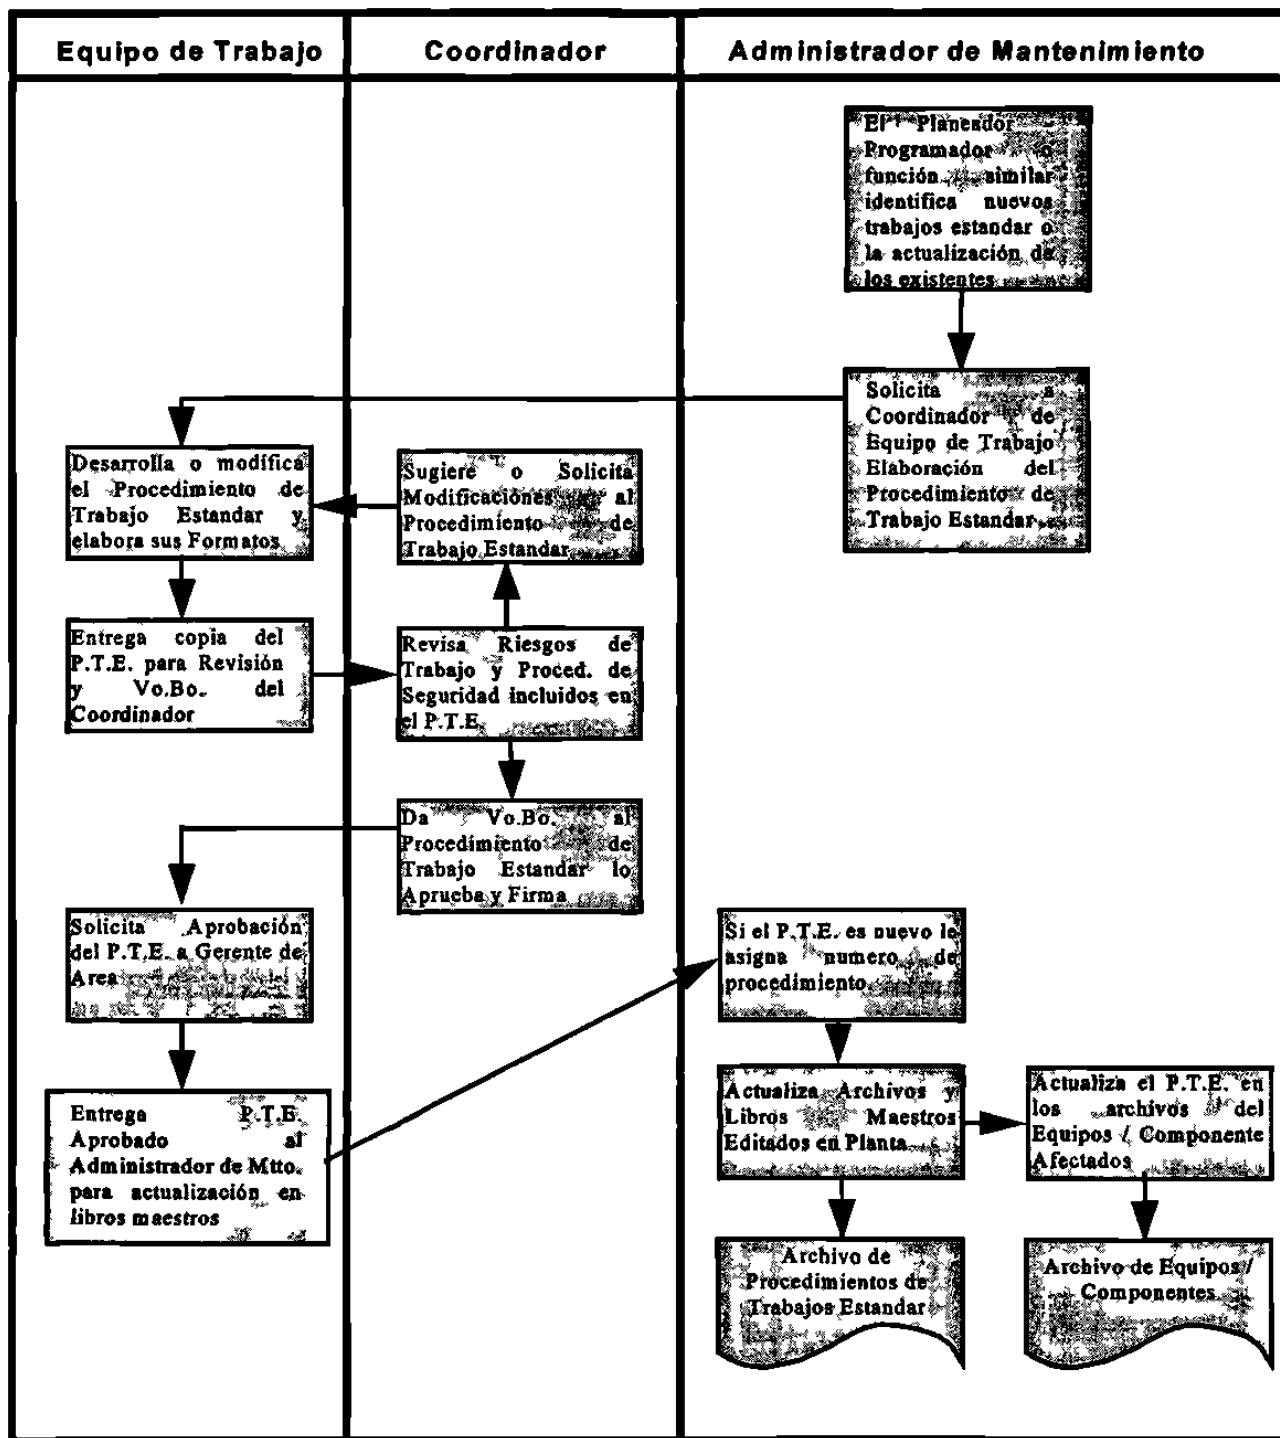 Equipo de Trabajo
Coordinador
Administrador de Mantenimiento
El Planeador -
Programador o
función similar
identifica nuevos
trabajos estandar o
la actualización de
los existentes
Solicita a
Coordinador de
Equipo de Trabajo
Elaboración del
Procedimiento de
Trabajo Estandar
Desarrolla o modifica
el Procedimiento de
Trabajo Estandar y
elabora sus Formatos
Sugiere o Solicita
Modificaciónes al
Procedimiento de
Trabajo Estandar
Entrega copia del
P.T.E. para Revisión
y Vo.Bo. del
Coordinador
Revisa Riesgos de
Trabajo y Proced. de
Seguridad incluidos en
el P.T.E.
Da Vo.Bo. al
Procedimiento de
Trabajo Estandar lo
Aprueba y Firma
Solicita Aprobación
del P.T.E. a Gerente de
Area
Entrega P.T.E.
Aprobado al
Administrador de Mtto.
para actualización en
libros maestros
Si el P.T.E. es nuevo le
asigna numero de
procedimiento
Actualiza Archivos y
Libros Maestros
Editados en Planta
Actualiza el P.T.E. en
los archivos del
Equipos / Componente
Afectados
Archivo de
Procedimientos de
Trabajos Estandar
Archivo de Equipos /
Componentes